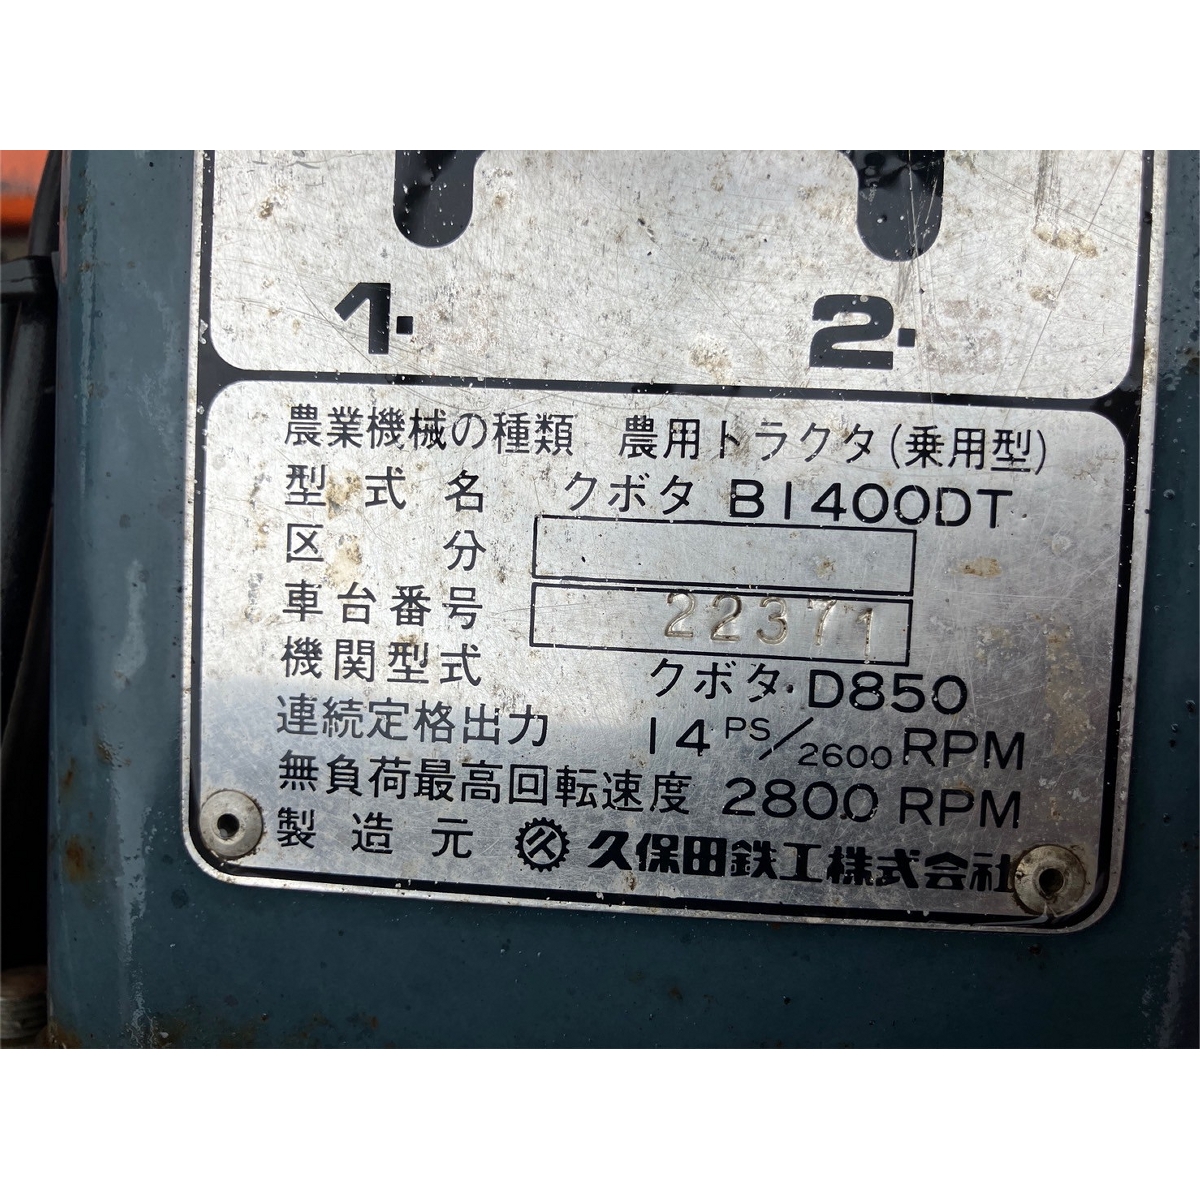 1. 2.
農業機械の種類 農用トラクタ(乗用型)
型式名 クボタ B1400DT
区分
車台番号 22371
機関型式 クボタ・D850
連続定格出力 14PS/2600RPM
無負荷最高回転速度 2800RPM
製造元 久 久保田鉄工株式会社